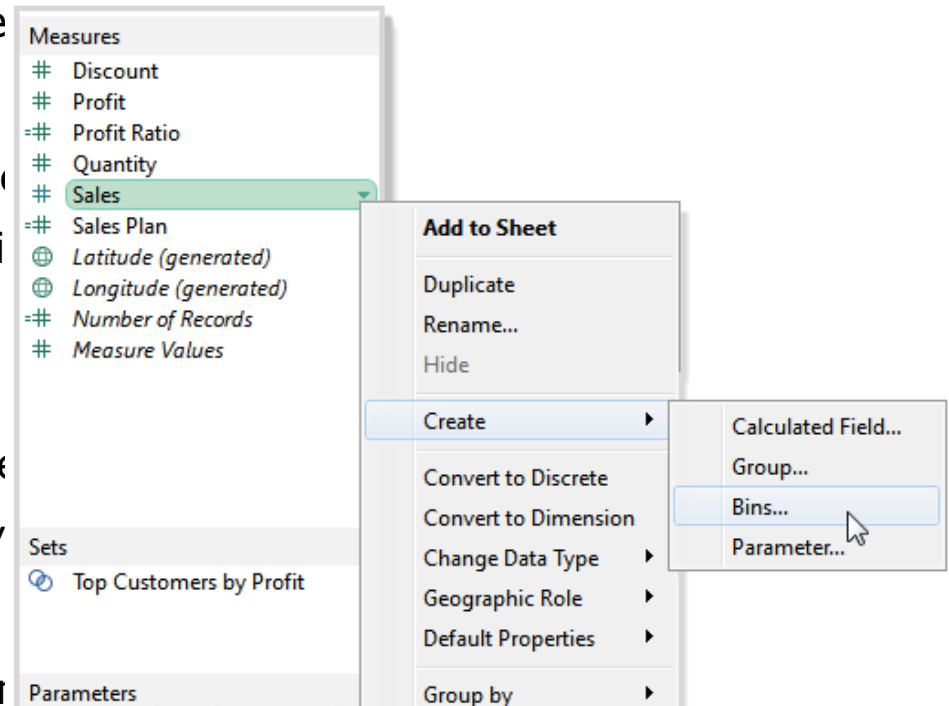 Measures
Discount
Profit
Profit Ratio
Quantity
Sales
Sales Plan
Latitude (generated)
Longitude (generated)
Number of Records
Measure Values
Sets
Top Customers by Profit
Parameters
Add to Sheet
Duplicate
Rename...
Hide
Create
Convert to Discrete
Convert to Dimension
Change Data Type
Geographic Role
Default Properties
Group by
Calculated Field...
Group...
Bins...
Parameter...